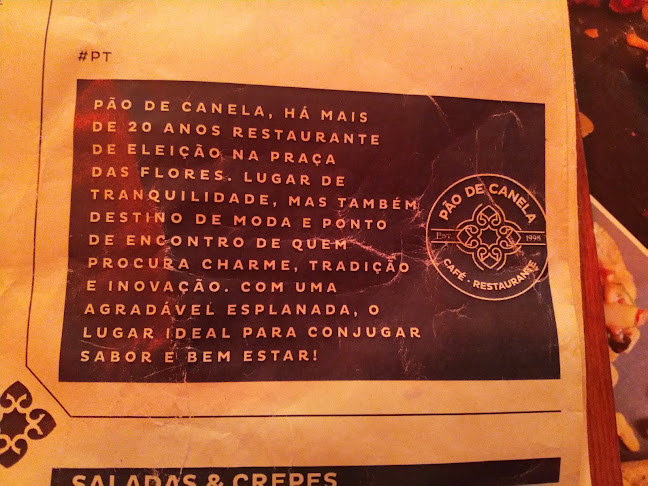 #PT
PÃO DE CANELA, HÁ MAIS
DE 20 ANOS RESTAURANTE
DE ELEIÇÃO NA PRAÇA
DAS FLORES. LUGAR DE
TRANQUILIDADE, MAS TAMBÉM
DESTINO DE MODA E PONTO
DE ENCONTRO DE QUEM
PROCURA CHARME, TRADIÇÃO
E INOVAÇÃO. COM UMA
AGRADÁVEL ESPLANADA, O
LUGAR IDEAL PARA CONJUGAR
SABOR E BEM ESTAR!
PÃO DE CANELA
EST 1998
CAFÉ · RESTAURANTE
SALADAS & CREPES